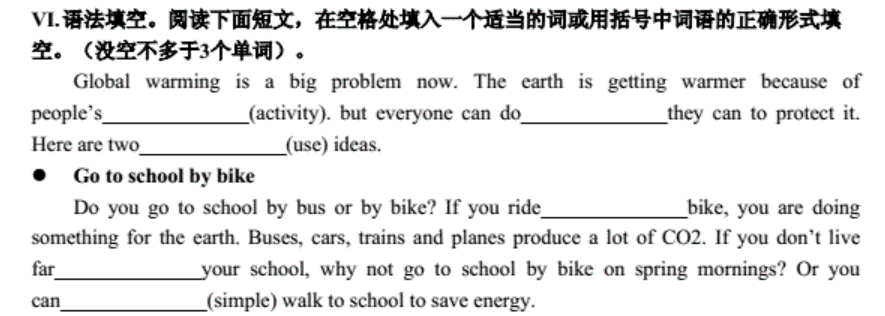 VI.语法填空。阅读下面短文，在空格处填入一个适当的词或用括号中词语的正确形式填
空。（没空不多于3个单词）。
Global warming is a big problem now. The earth is getting warmer because of
people's______________(activity). but everyone can do______________they can to protect it.
Here are two______________(use) ideas.
● Go to school by bike
Do you go to school by bus or by bike? If you ride______________bike, you are doing
something for the earth. Buses, cars, trains and planes produce a lot of CO2. If you don't live
far______________your school, why not go to school by bike on spring mornings? Or you
can______________(simple) walk to school to save energy.